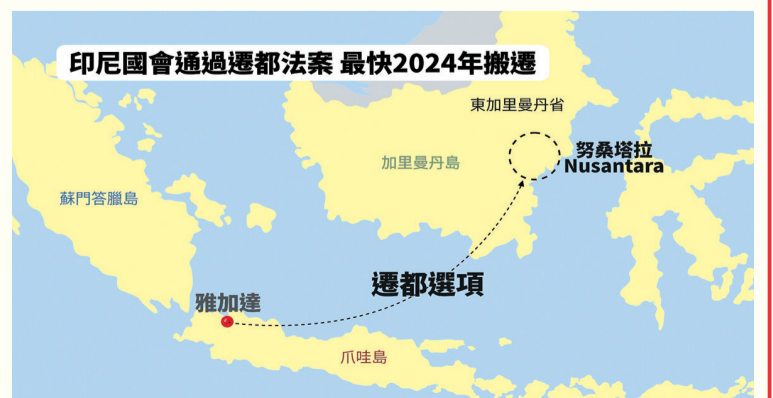 印尼國會通過遷都法案 最快2024年搬遷
東加里曼丹省
努桑塔拉
Nusantara
加里曼丹島
蘇門答臘島
遷都選項
雅加達
爪哇島